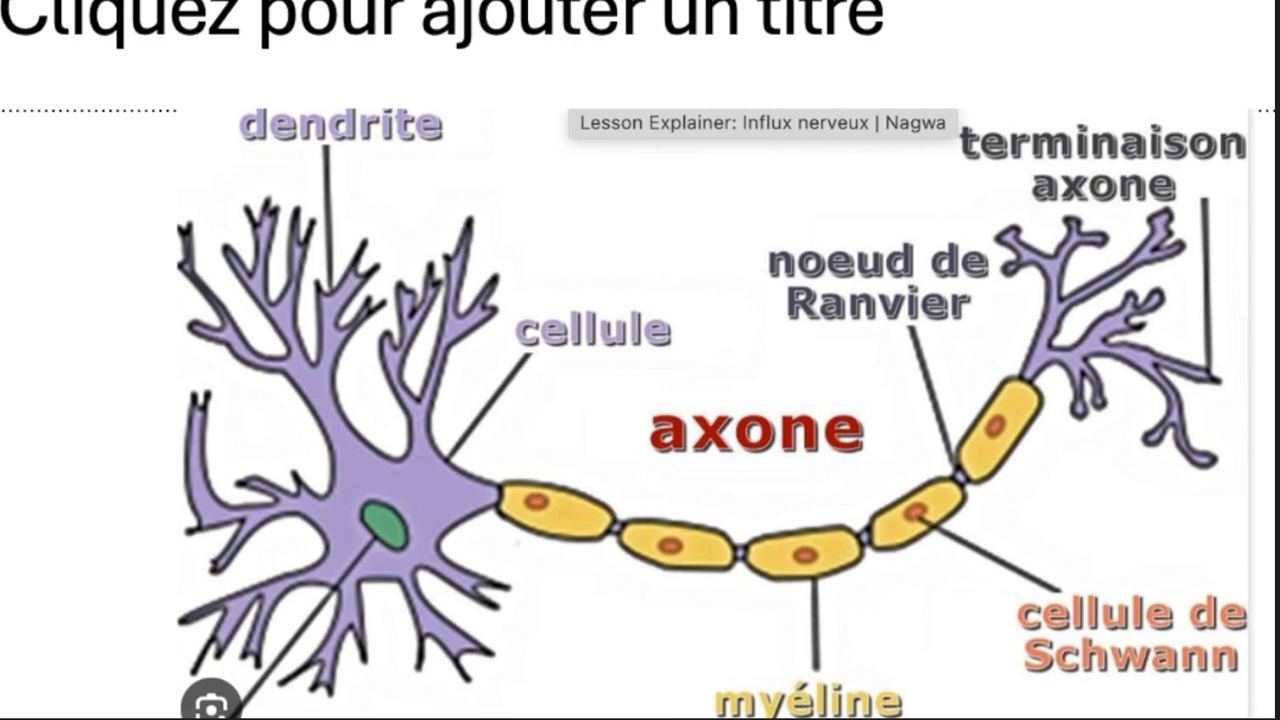 Cliquez pour ajouter un titre
dendrite
Lesson Explainer: Influx nerveux | Nagwa
terminaison
axone
noeud de
Ranvier
cellule
axone
cellule de
Schwann
myéline